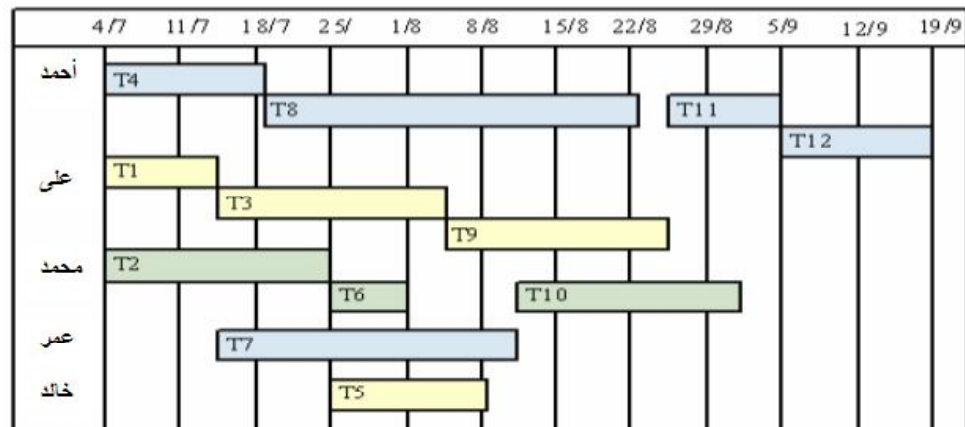 4/7 11/7 18/7 25/ 1/8 8/8 15/8 22/8 29/8 5/9 12/9 19/9
أحمد
T4
T8 T11
T12
على
T1
T3
T9
محمد
T2
T6 T10
عمر
T7
خالد
T5